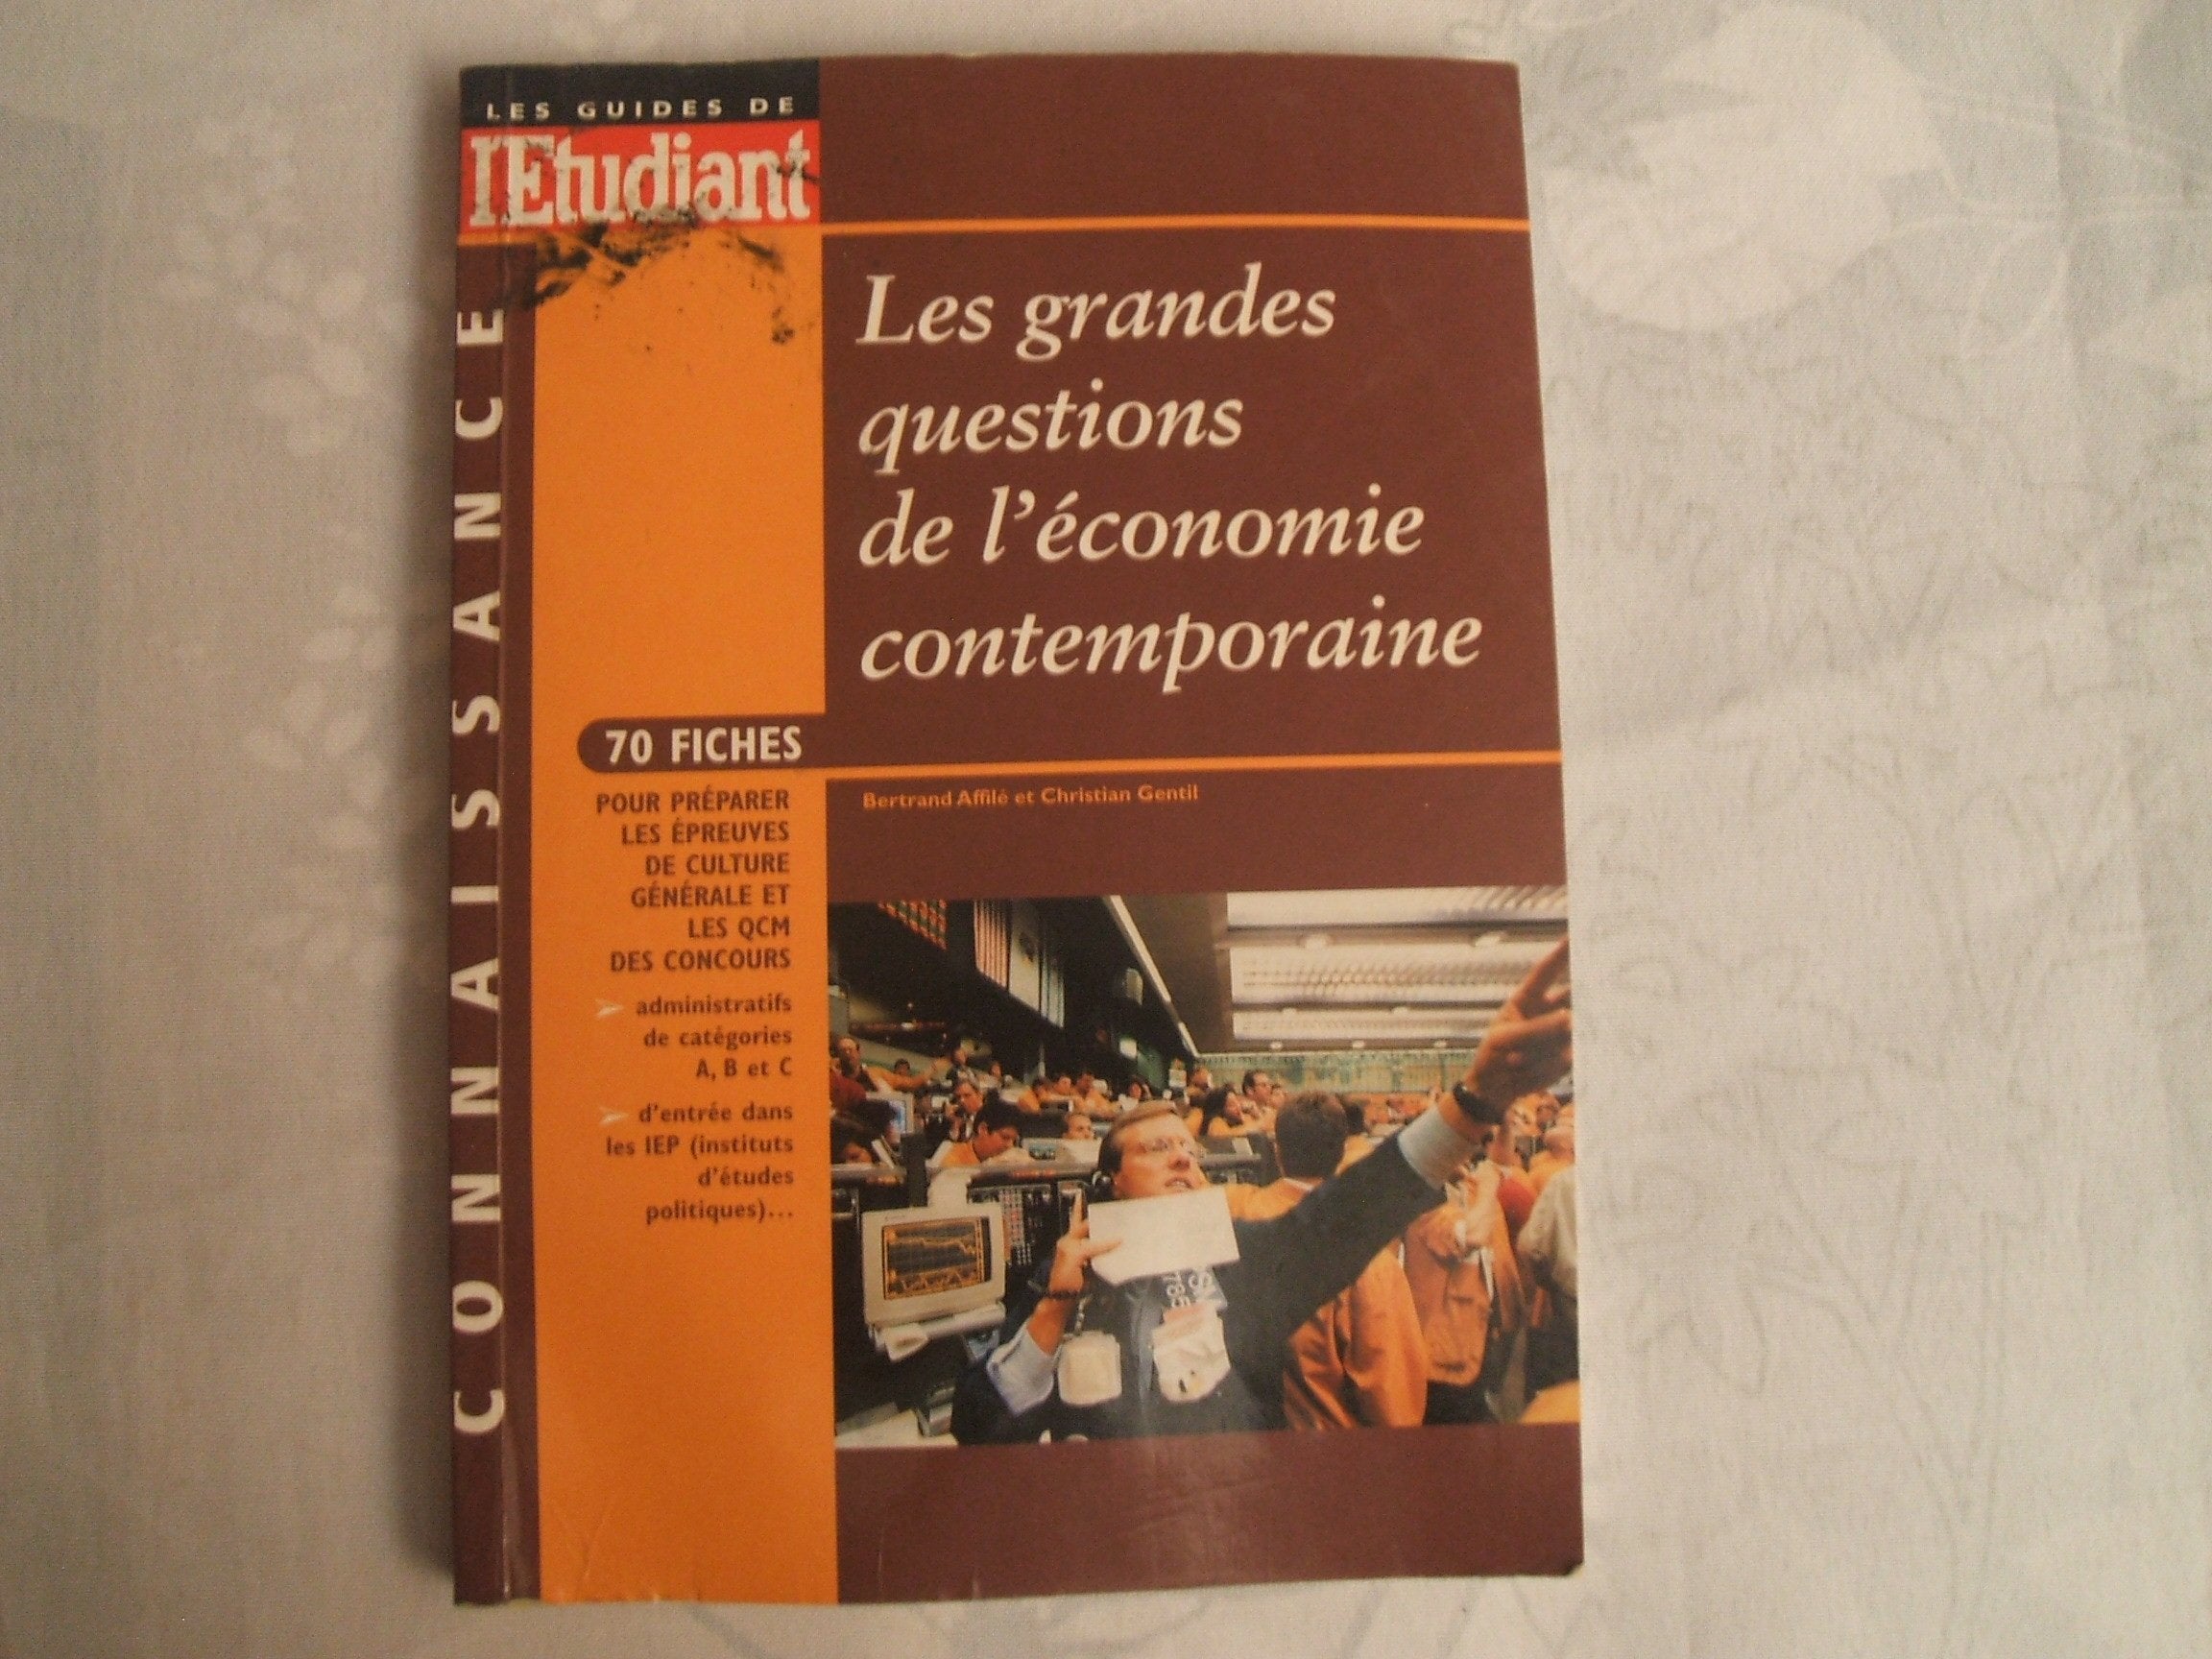 LES GUIDES DE
l'Etudiant
CONNAISSANCE
Les grandes
questions
de l'économie
contemporaine
70 FICHES
POUR PRÉPARER
LES ÉPREUVES
DE CULTURE
GÉNÉRALE ET
LES QCM
DES CONCOURS
➤ administratifs
de catégories
A, B et C
➤ d'entrée dans
les IEP (instituts
d'études
politiques)...
Bertrand Affilé et Christian Gentil